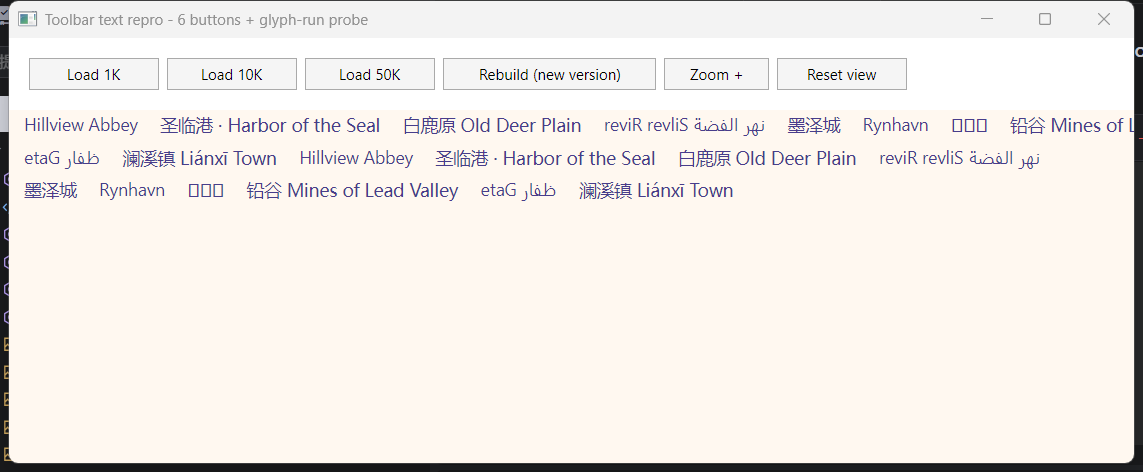 Toolbar text repro - 6 buttons + glyph-run probe
Load 1K Load 10K Load 50K Rebuild (new version) Zoom + Reset view
Hillview Abbey 圣临港 · Harbor of the Seal 白鹿原 Old Deer Plain reviR revliS نهر الفضة 墨泽城 Rynhavn □□□ 铅谷 Mines of L
etaG ظفار 澜溪镇 Liánxī Town Hillview Abbey 圣临港 · Harbor of the Seal 白鹿原 Old Deer Plain reviR revliS نهر الفضة
墨泽城 Rynhavn □□□ 铅谷 Mines of Lead Valley etaG ظفار 澜溪镇 Liánxī Town